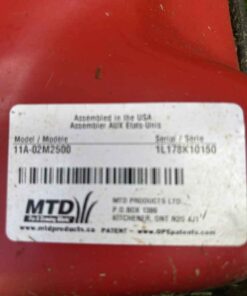 Assembled in the USA
Assembler AUX Etats-Unis
Model / Modèle Serial / Serie
11A-02M2500 1L178K10150
MTD
MTD PRODUCTS LTD.
P.O BOX 1386
KITCHENER, ONT N2G 4J1
www.mtdproducts.ca PATENT www.OPSpatents.com